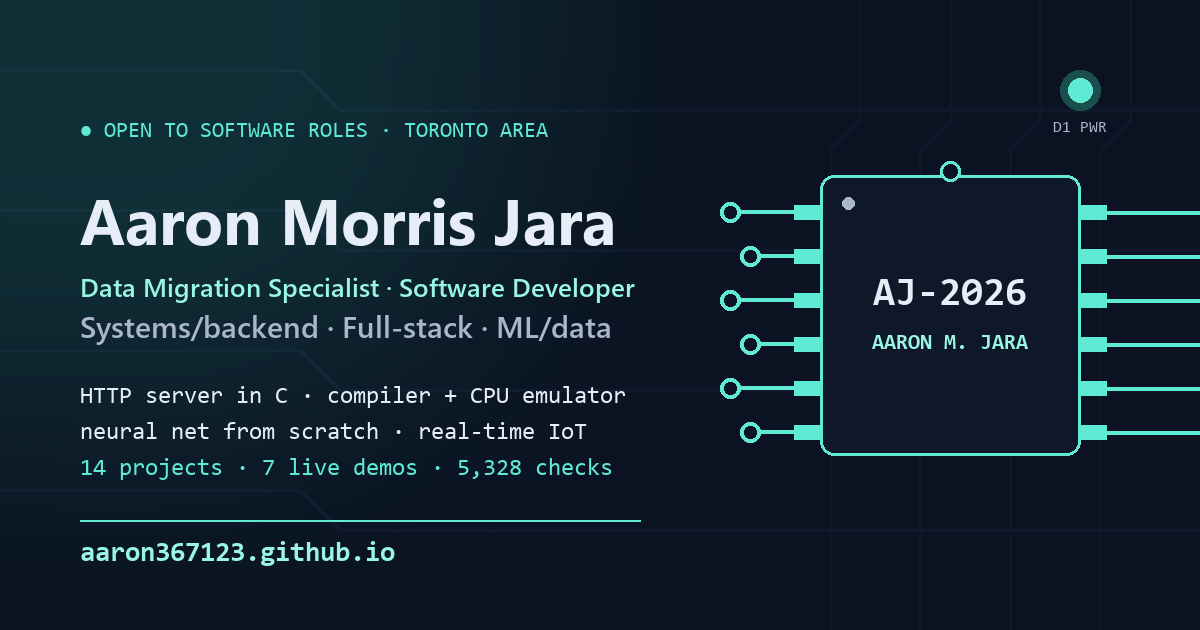 ● OPEN TO SOFTWARE ROLES · TORONTO AREA
Aaron Morris Jara
Data Migration Specialist · Software Developer
Systems/backend · Full-stack · ML/data
HTTP server in C · compiler + CPU emulator
neural net from scratch · real-time IoT
14 projects · 7 live demos · 5,328 checks
aaron367123.github.io
D1 PWR
AJ-2026
AARON M. JARA